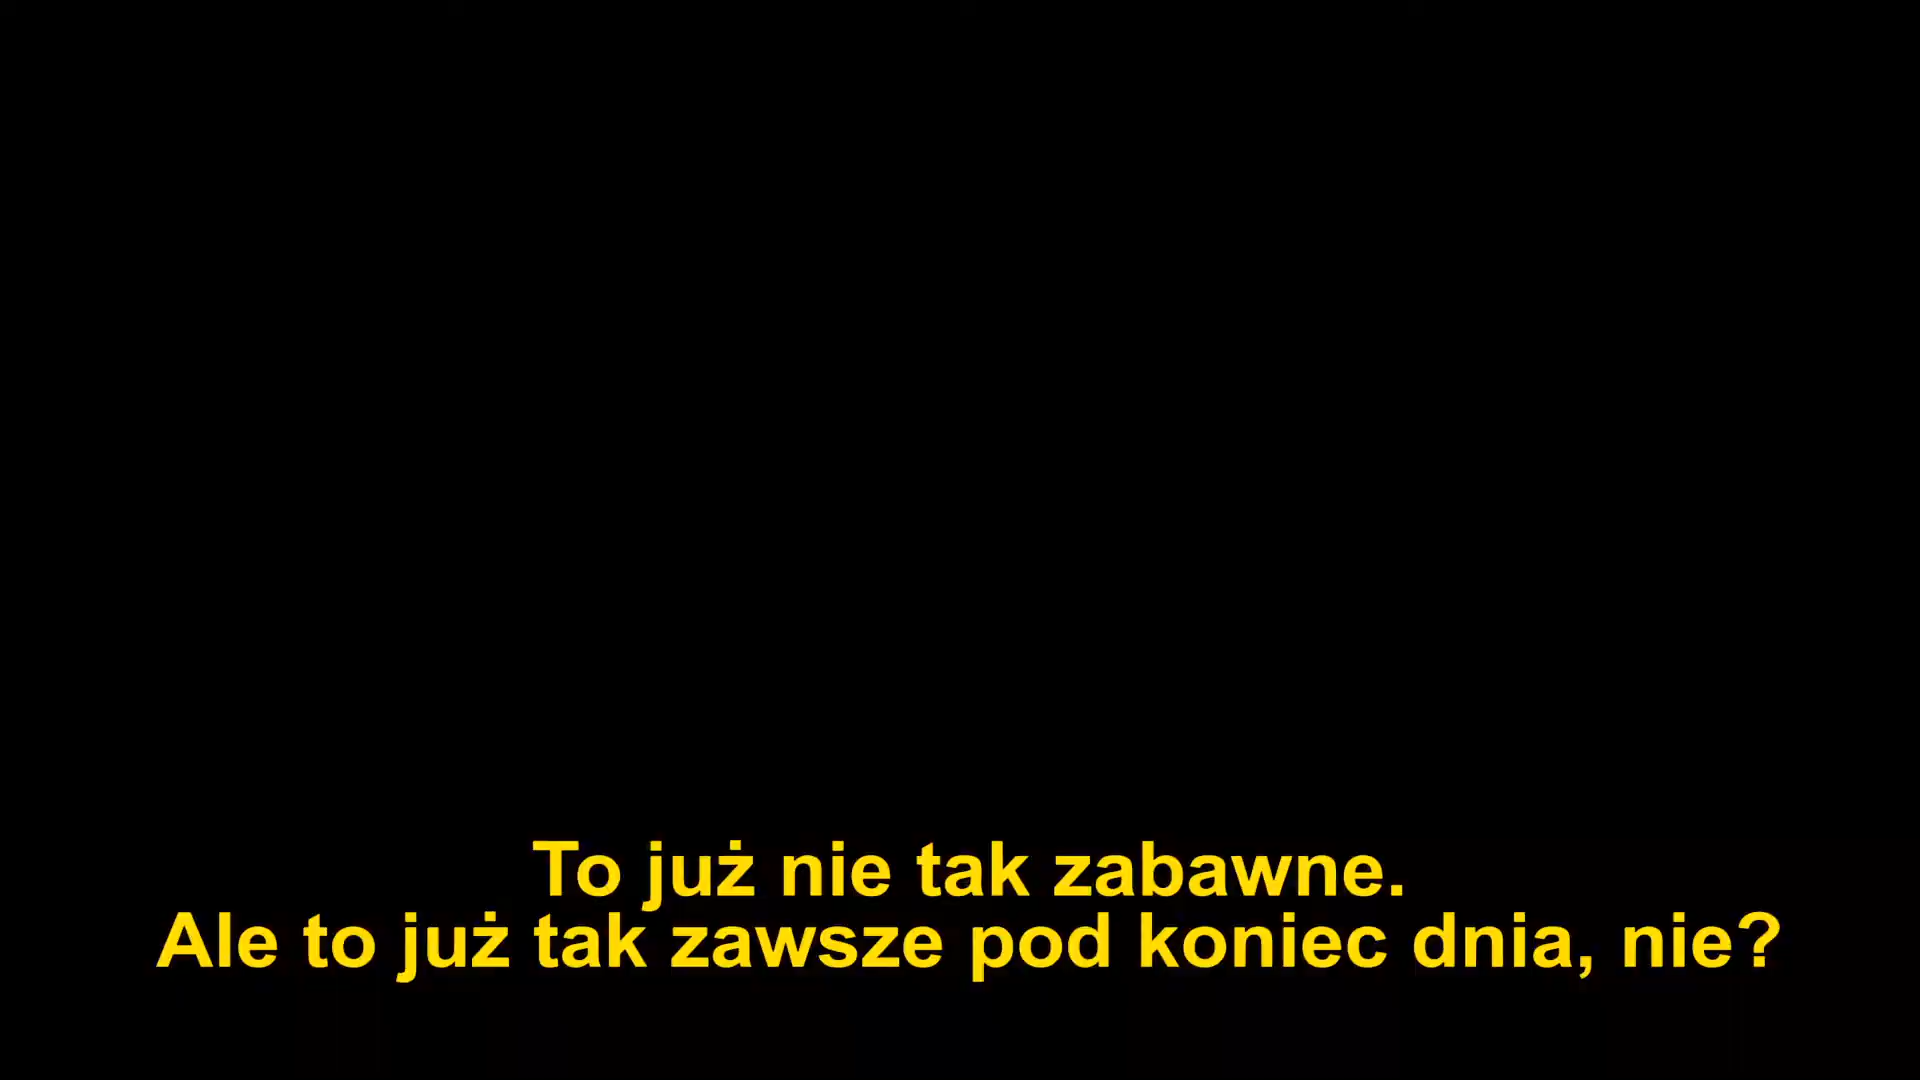 To już nie tak zabawne.
Ale to już tak zawsze pod koniec dnia, nie?